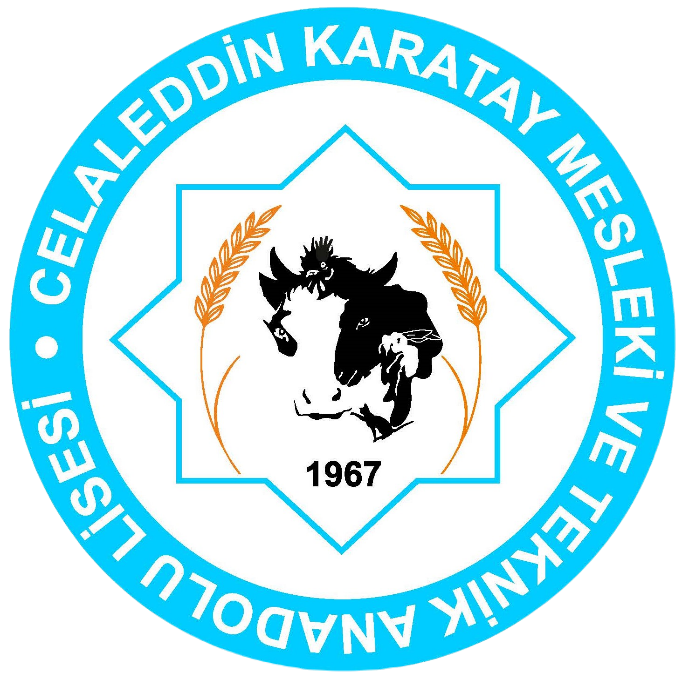 CELALEDDİN KARATAY MESLEKİ VE TEKNİK ANADOLU LİSESİ •
1967